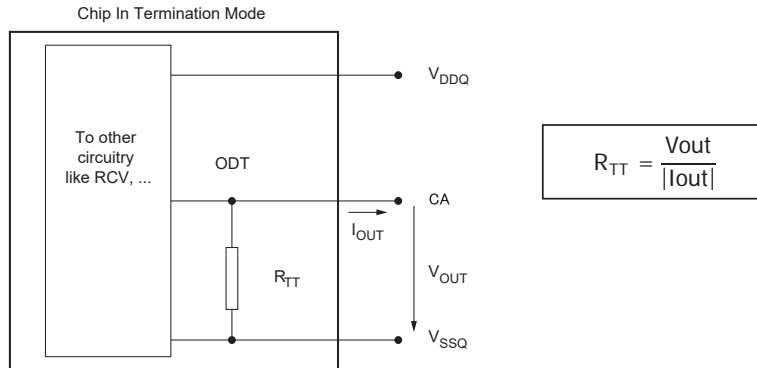 Chip In Termination Mode
To other
circuitry
like RCV, ...
ODT
R_TT
V_DDQ
CA
I_OUT
V_OUT
V_SSQ
R_TT = Vout / |Iout|